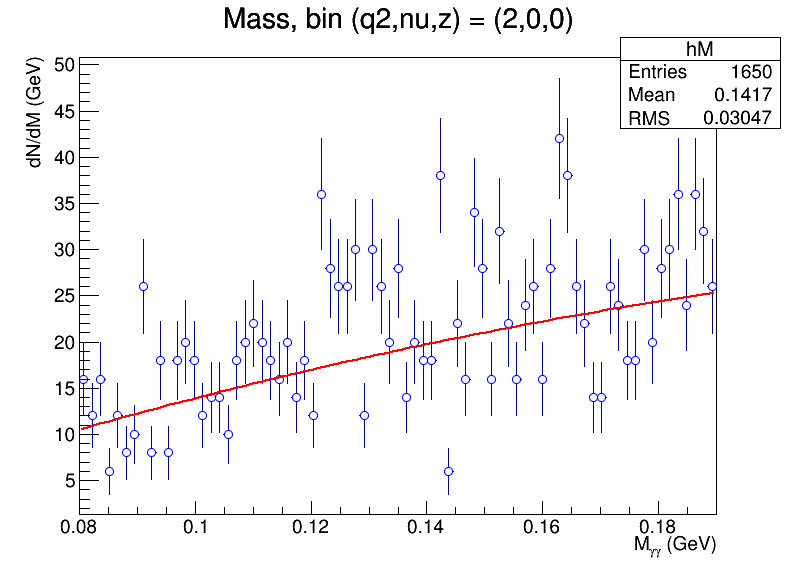 Mass, bin (q2,nu,z) = (2,0,0)
hM
Entries 1650
Mean 0.1417
RMS 0.03047
dN/dM (GeV)
50
45
40
35
30
25
20
15
10
5
0.08 0.1 0.12 0.14 0.16 0.18
M_γγ (GeV)